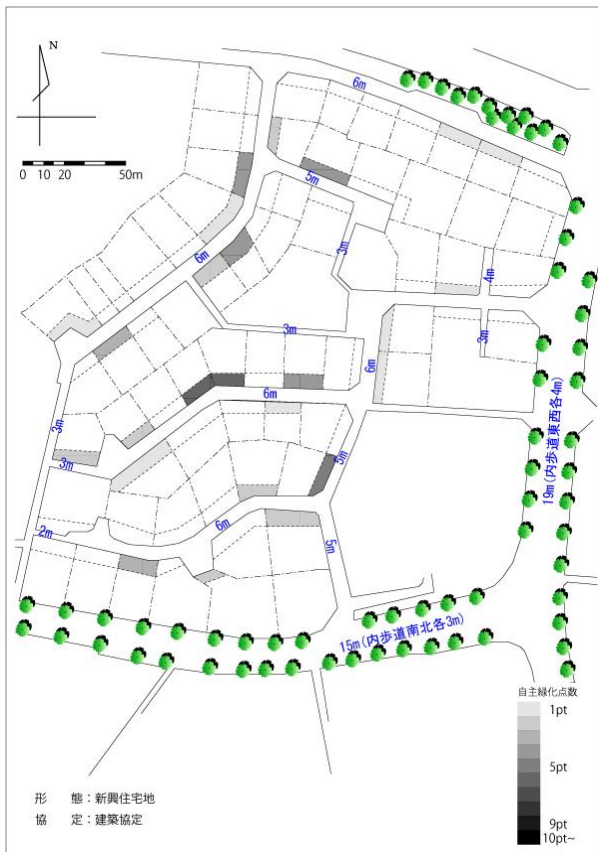 N
0 10 20 50m
6m
5m
3m
6m
4m
3m
3m
6m
6m
3m
5m
3m
6m
2m
5m
19m(内歩道東西各4m)
15m(内歩道南北各3m)
自主緑化点数
1pt
5pt
9pt
10pt~
形 態：新興住宅地
協 定：建築協定